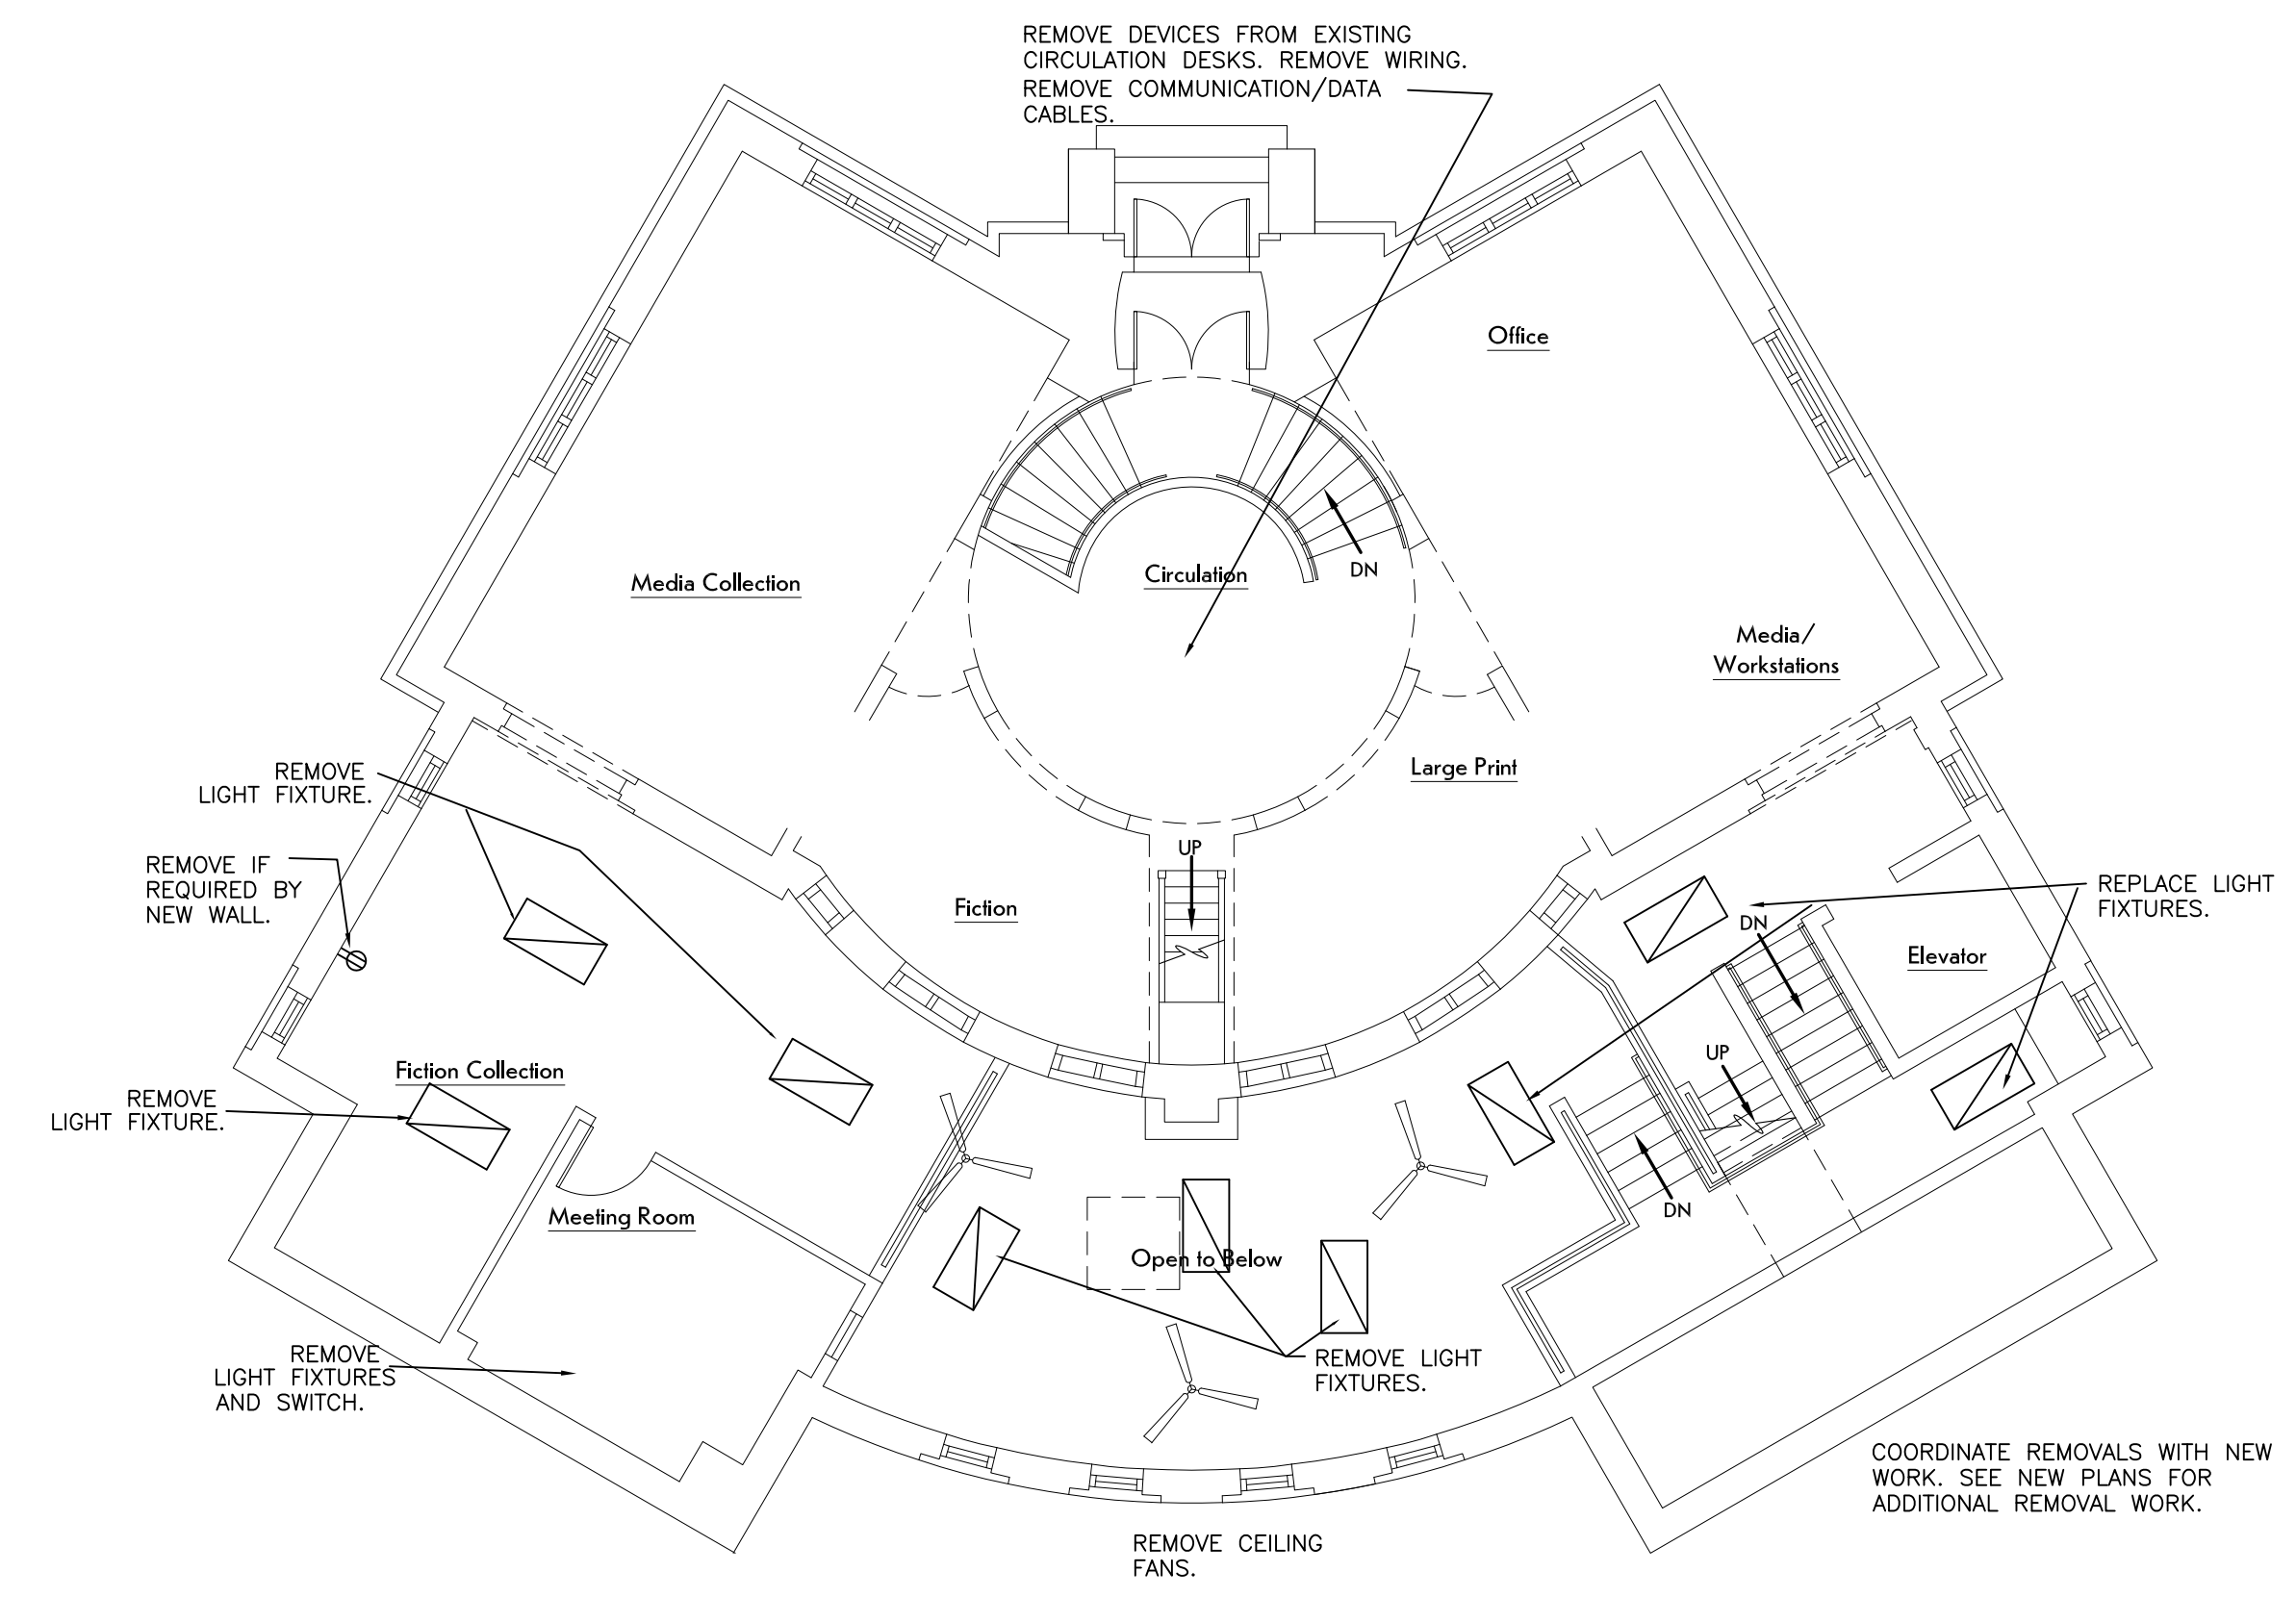 REMOVE DEVICES FROM EXISTING
CIRCULATION DESKS. REMOVE WIRING.
REMOVE COMMUNICATION/DATA
CABLES.
Office
Media Collection
Circulation
DN
Media/
Workstations
Large Print
REMOVE
LIGHT FIXTURE.
UP
REMOVE IF
REQUIRED BY
NEW WALL.
Fiction
REPLACE LIGHT
FIXTURES.
DN
Elevator
UP
Fiction Collection
REMOVE
LIGHT FIXTURE.
Meeting Room
DN
Open to Below
REMOVE
LIGHT FIXTURES
AND SWITCH.
REMOVE LIGHT
FIXTURES.
COORDINATE REMOVALS WITH NEW
WORK. SEE NEW PLANS FOR
ADDITIONAL REMOVAL WORK.
REMOVE CEILING
FANS.